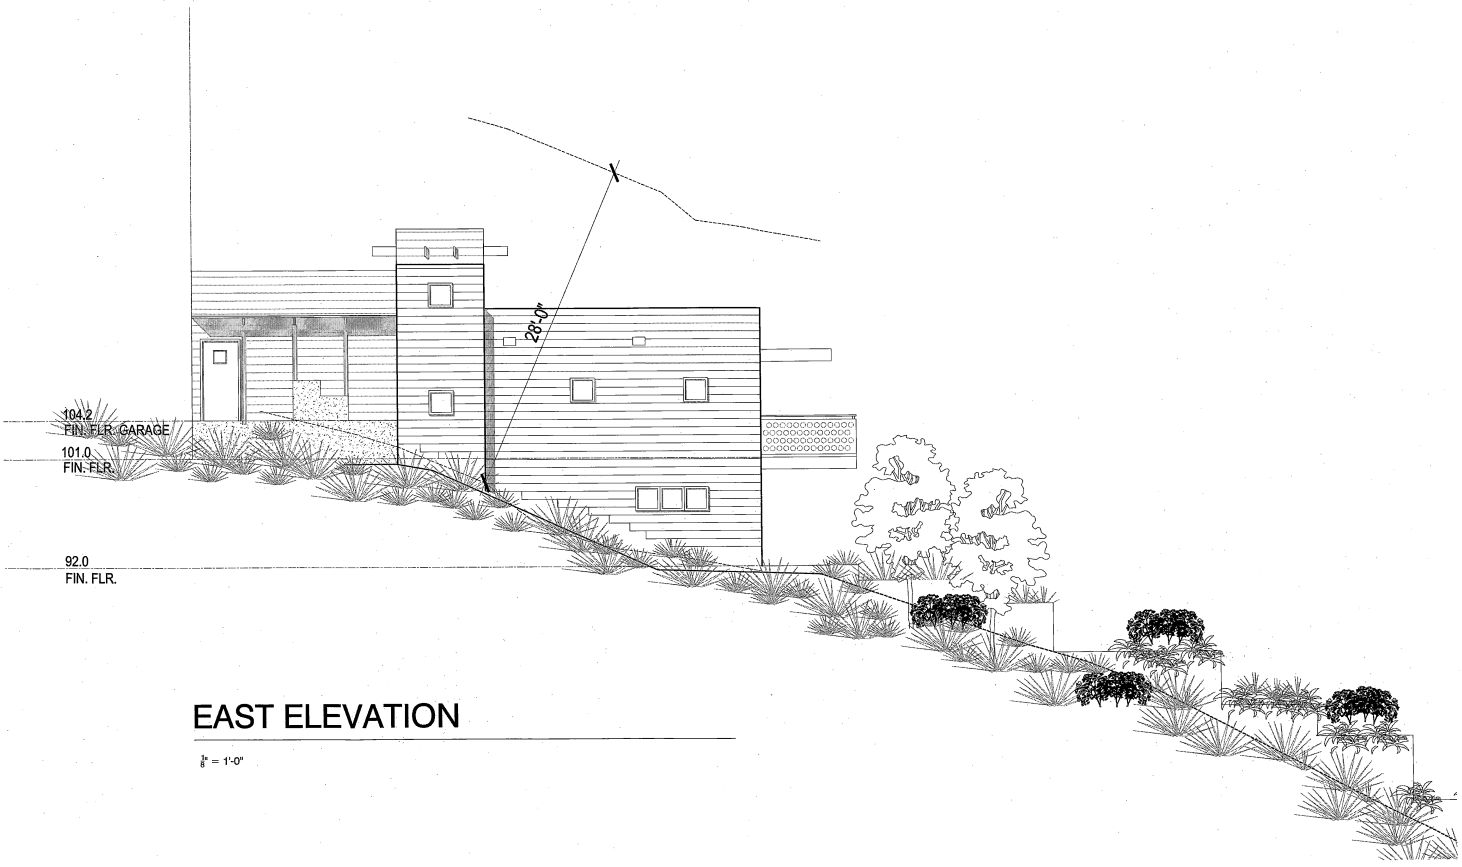 28'-0"
104.2
FIN. FLR. GARAGE
101.0
FIN. FLR.
92.0
FIN. FLR.
EAST ELEVATION
1/8" = 1'-0"